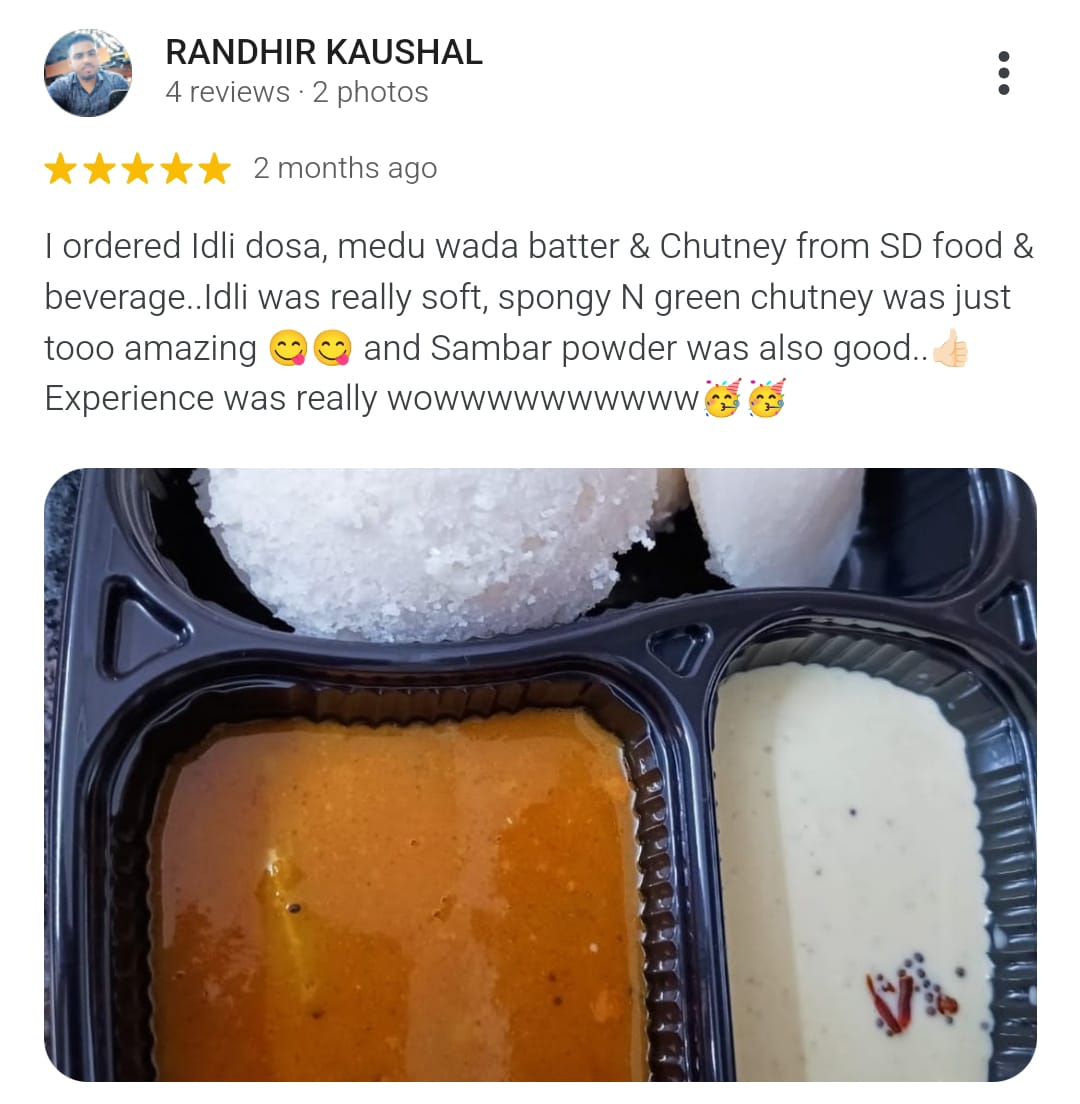 RANDHIR KAUSHAL
4 reviews · 2 photos
★★★★★ 2 months ago
I ordered Idli dosa, medu wada batter & Chutney from SD food &
beverage..Idli was really soft, spongy N green chutney was just
tooo amazing 😋😋 and Sambar powder was also good..👍🏻
Experience was really wowwwwwwwwwww🥳🥳